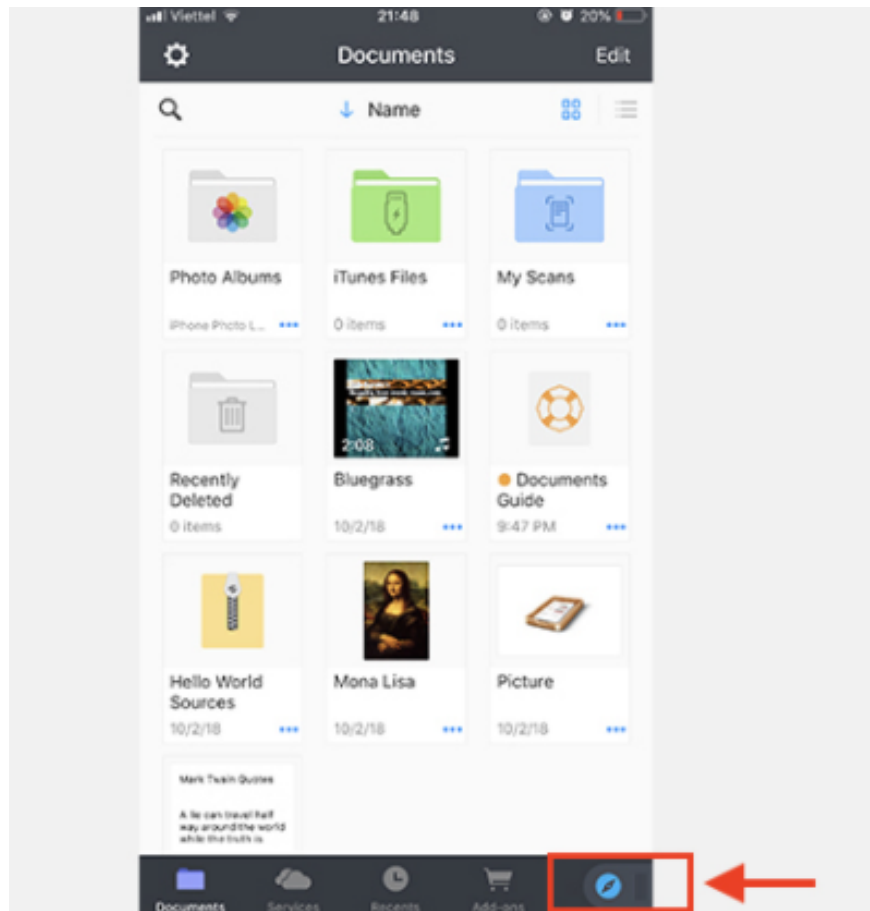 Viettel 21:48 20%
Documents Edit
Name
Photo Albums iTunes Files My Scans
iPhone Photo L... 0 items 0 items
2:08
Recently Bluegrass Documents
Deleted Guide
0 items 10/2/18 9:47 PM
Hello World Mona Lisa Picture
Sources
10/2/18 10/2/18 10/2/18
Mark Twain Quotes
A lie can travel half
way around the world
while the truth is
Documents Services Recents Add-ons